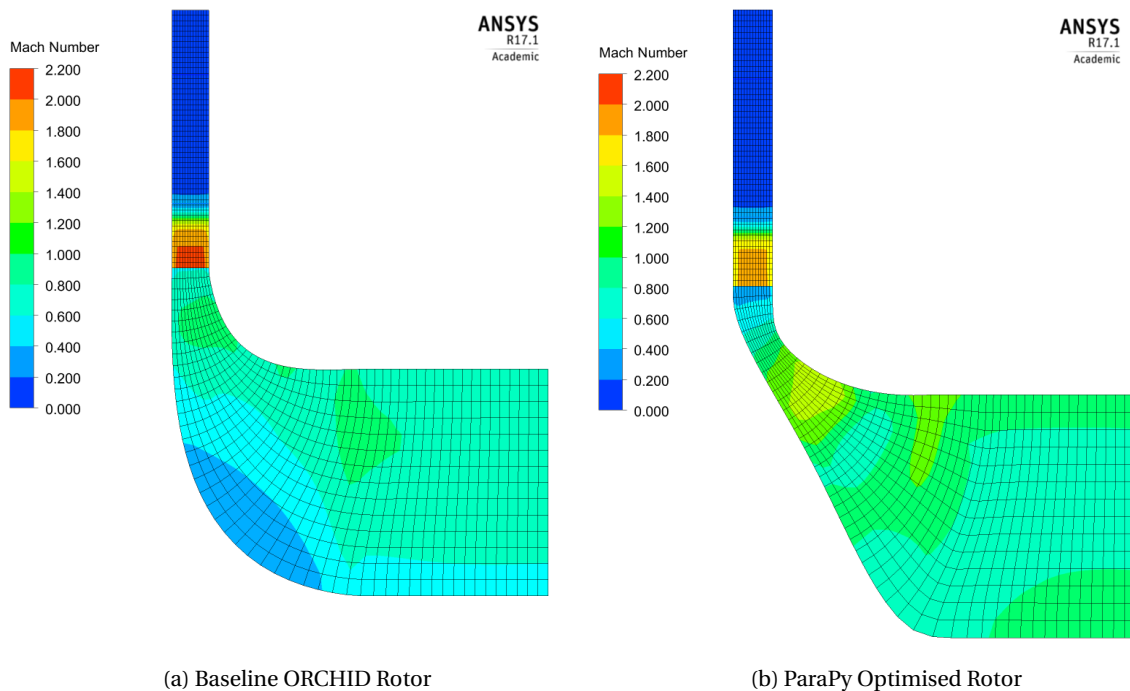 ANSYS
R17.1
Academic
Mach Number
2.200
2.000
1.800
1.600
1.400
1.200
1.000
0.800
0.600
0.400
0.200
0.000
(a) Baseline ORCHID Rotor
ANSYS
R17.1
Academic
Mach Number
2.200
2.000
1.800
1.600
1.400
1.200
1.000
0.800
0.600
0.400
0.200
0.000
(b) ParaPy Optimised Rotor